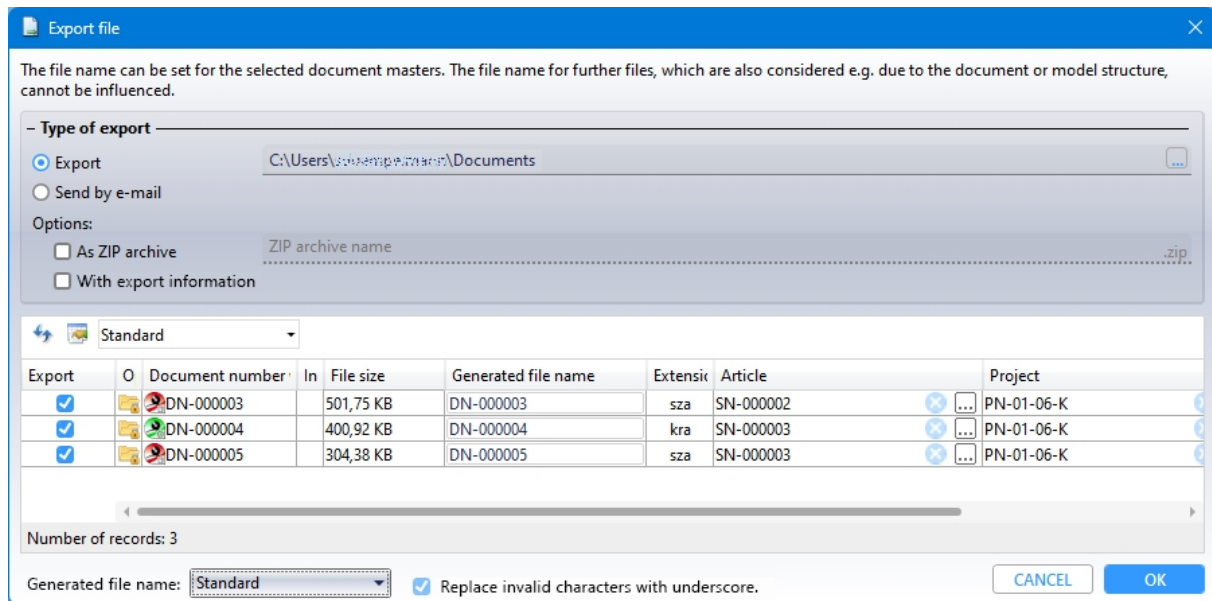 Export file
The file name can be set for the selected document masters. The file name for further files, which are also considered e.g. due to the document or model structure,
cannot be influenced.
– Type of export
Export C:\Users\ \Documents ...
Send by e-mail
Options:
As ZIP archive ZIP archive name .zip
With export information
Standard
Export O Document number In File size Generated file name Extensic Article Project
DN-000003 501,75 KB DN-000003 sza SN-000002 ... PN-01-06-K
DN-000004 400,92 KB DN-000004 kra SN-000003 ... PN-01-06-K
DN-000005 304,38 KB DN-000005 sza SN-000003 ... PN-01-06-K
Number of records: 3
Generated file name: Standard Replace invalid characters with underscore. CANCEL OK